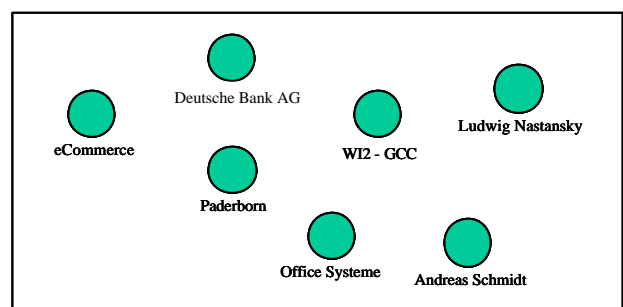 Deutsche Bank AG
Ludwig Nastansky
eCommerce
WI2 - GCC
Paderborn
Office Systeme
Andreas Schmidt